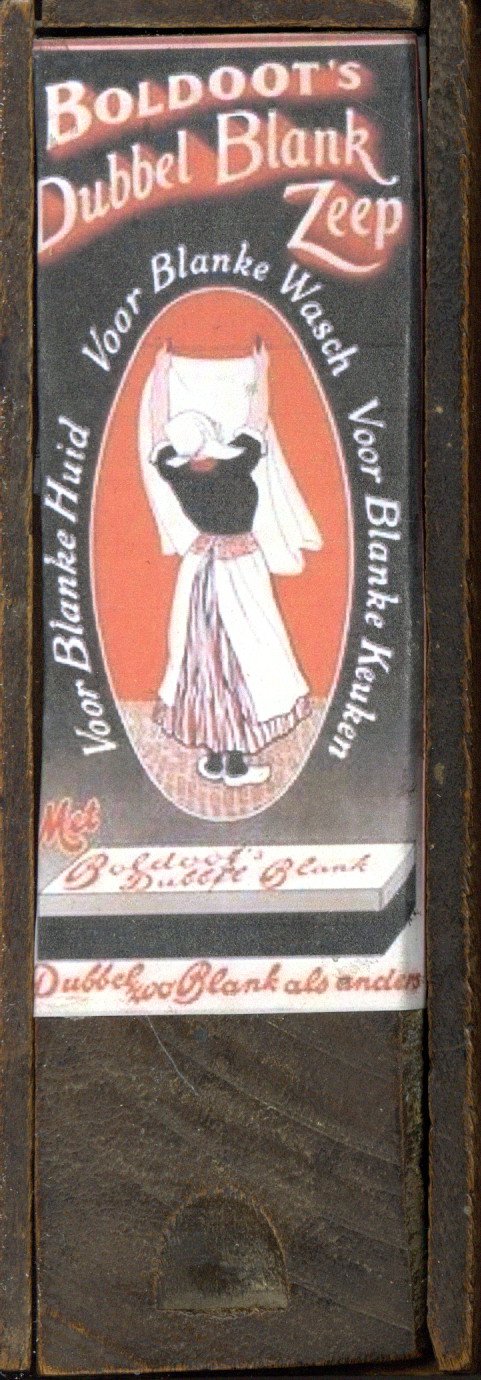 BOLDOOT'S
Dubbel Blank
Zeep
Voor Blanke Huid
Voor Blanke Wasch
Voor Blanke Keuken
Met
Boldoot's
Dubbel Blank
Dubbel zoo Blank als anders